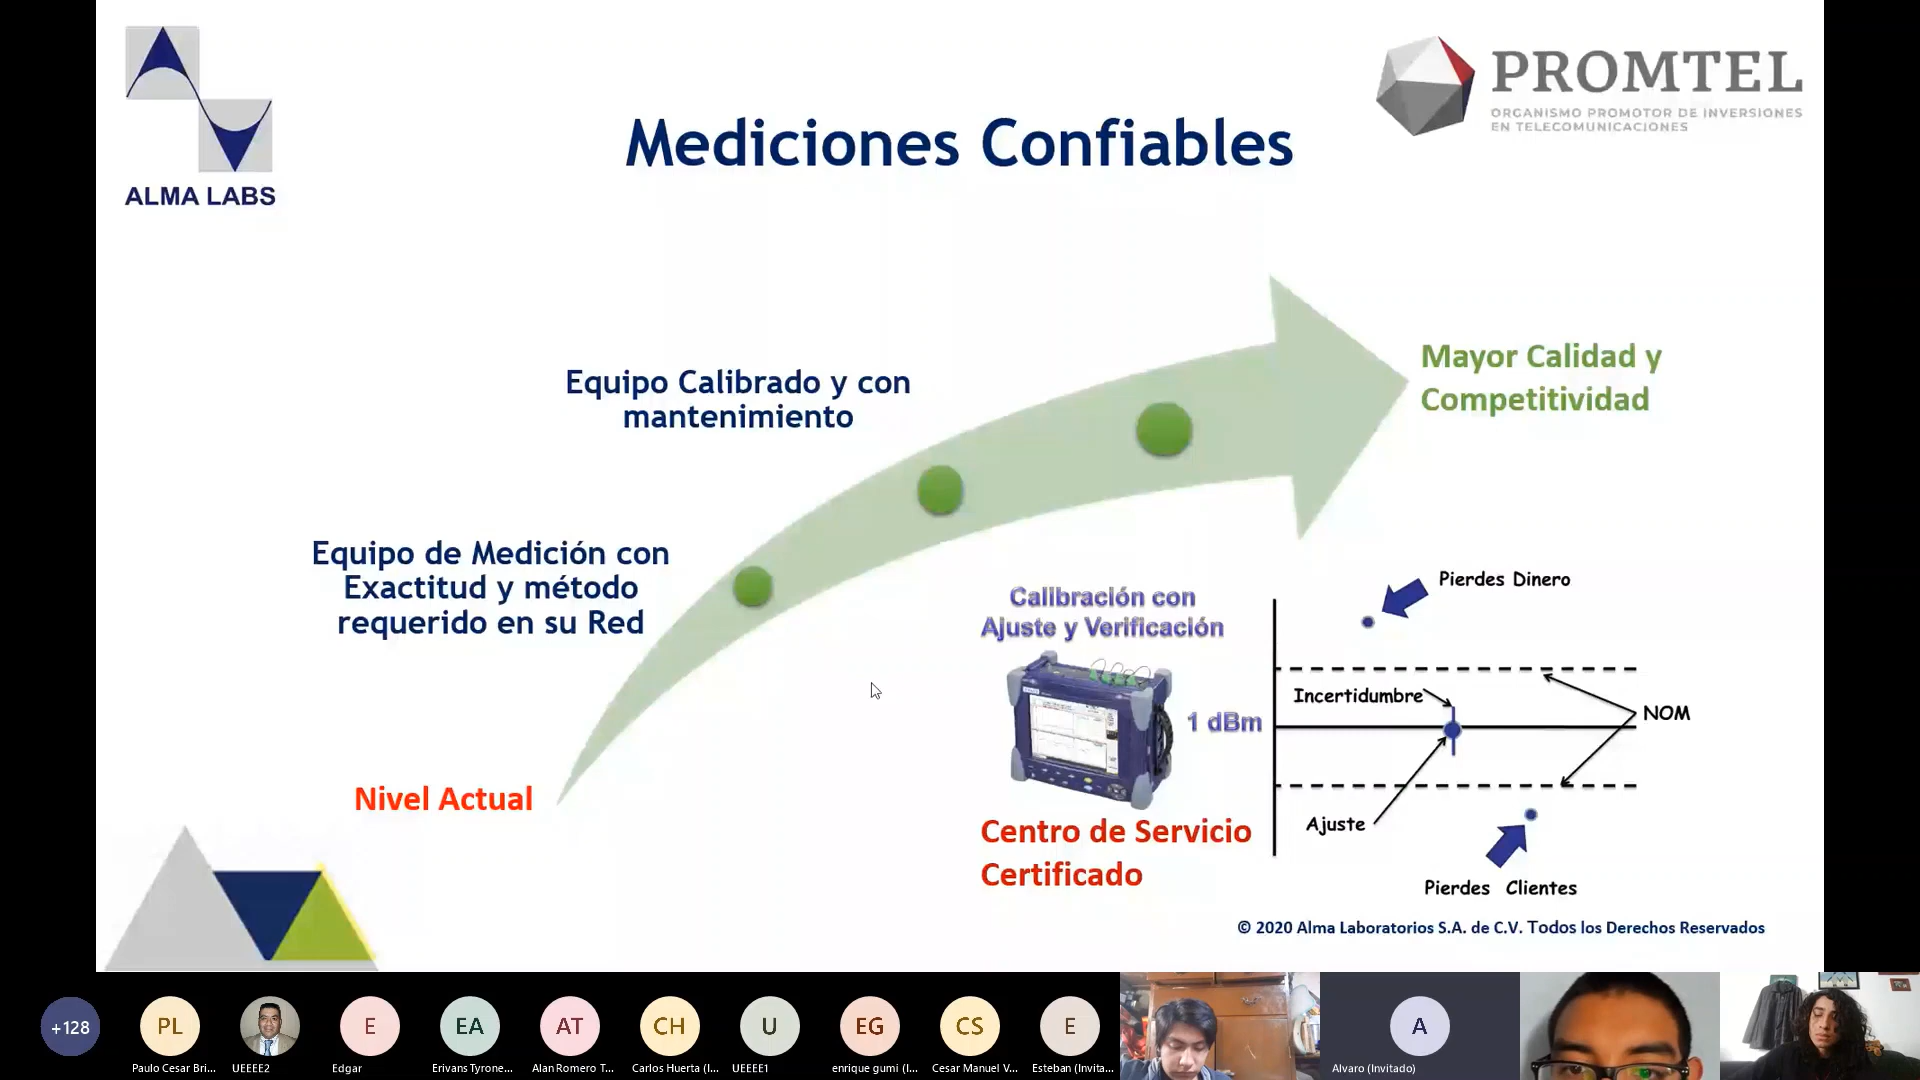 ALMA LABS
PROMTEL
ORGANISMO PROMOTOR DE INVERSIONES
EN TELECOMUNICACIONES
Mediciones Confiables
Equipo Calibrado y con
mantenimiento
Mayor Calidad y
Competitividad
Equipo de Medición con
Exactitud y método
requerido en su Red
Nivel Actual
Calibración con
Ajuste y Verificación
1 dBm
Centro de Servicio
Certificado
Pierdes Dinero
Incertidumbre
NOM
Ajuste
Pierdes Clientes
© 2020 Alma Laboratorios S.A. de C.V. Todos los Derechos Reservados
+128
PL
E
EA
AT
CH
U
EG
CS
E
A
Paulo Cesar Bri...
UEEEE2
Edgar
Erivans Tyrone...
Alan Romero T...
Carlos Huerta (I...
UEEEE1
enrique gumi (I...
Cesar Manuel V...
Esteban (Invita...
Alvaro (Invitado)